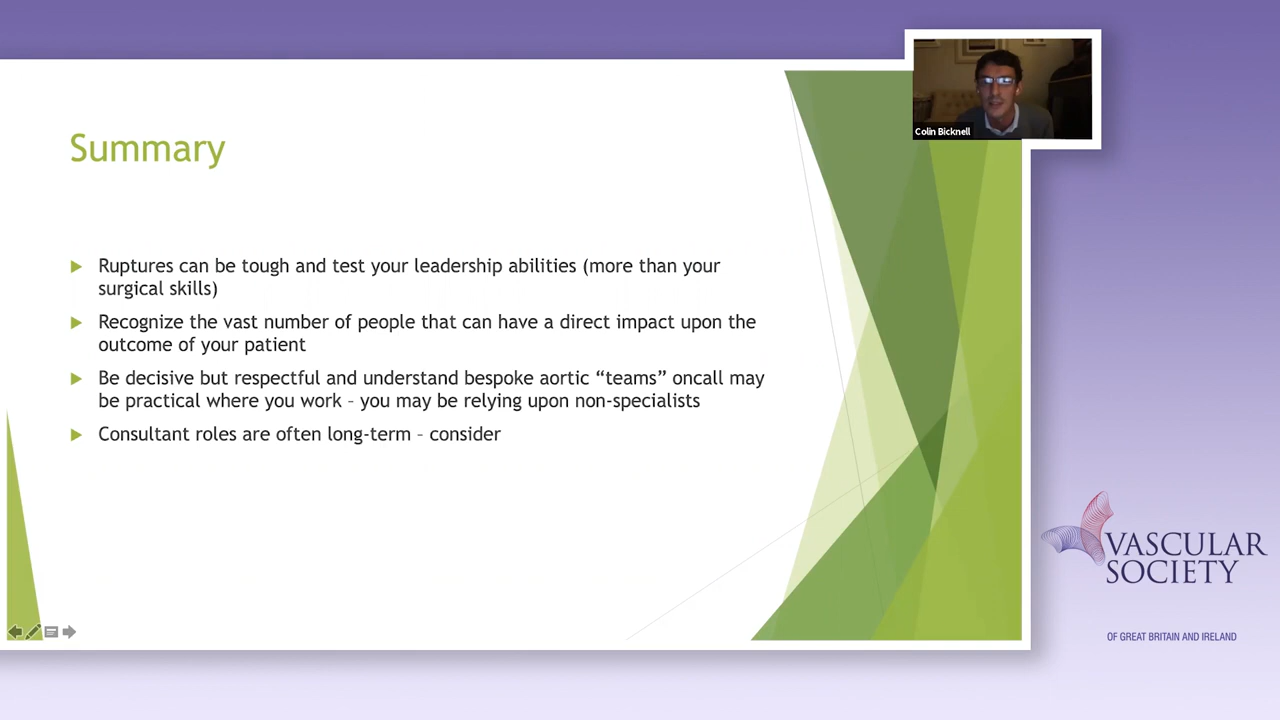 Colin Bicknell
Summary
Ruptures can be tough and test your leadership abilities (more than your
surgical skills)
Recognize the vast number of people that can have a direct impact upon the
outcome of your patient
Be decisive but respectful and understand bespoke aortic “teams” oncall may
be practical where you work – you may be relying upon non-specialists
Consultant roles are often long-term – consider
VASCULAR
SOCIETY
OF GREAT BRITAIN AND IRELAND